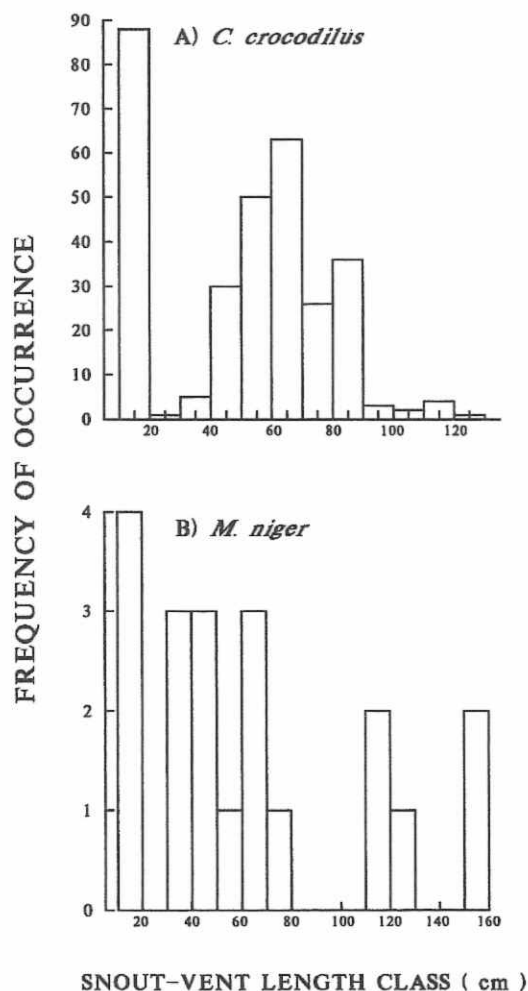 FREQUENCY OF OCCURRENCE
A) C. crocodilus
90
80
70
60
50
40
30
20
10
0
20 40 60 80 100 120
B) M. niger
4
3
2
1
0
20 40 60 80 100 120 140 160
SNOUT-VENT LENGTH CLASS ( cm )